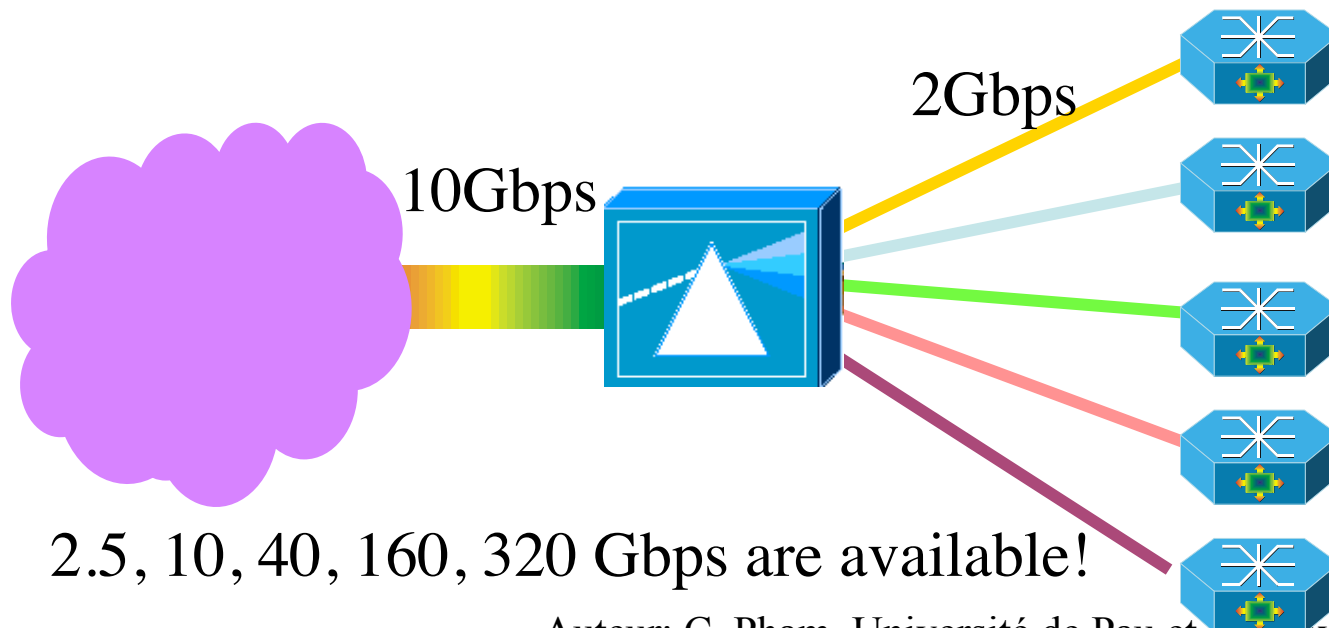 2Gbps
10Gbps
2.5, 10, 40, 160, 320 Gbps are available!
Auteur: C. Pham, Université de Pau et